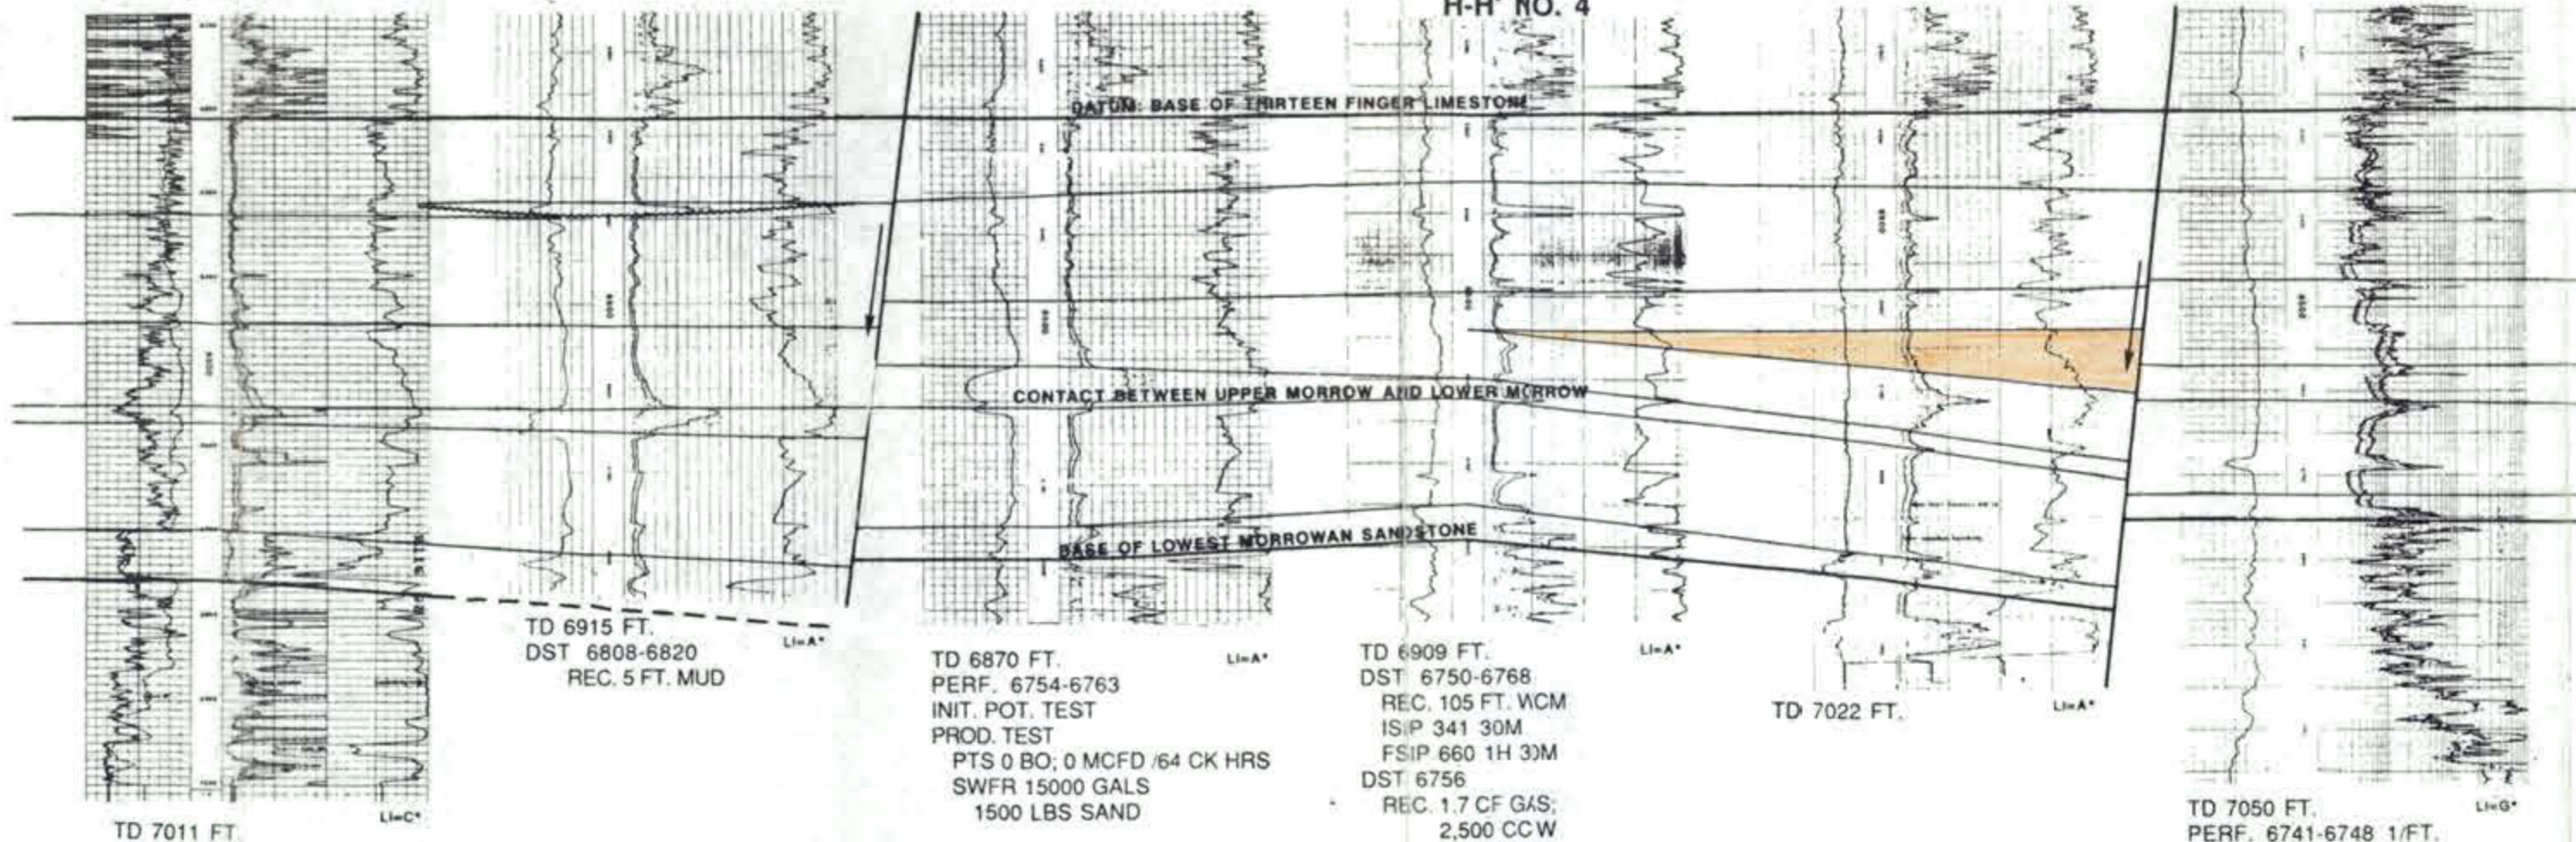 H-H' NO. 4
DATUM: BASE OF THIRTEEN FINGER LIMESTONE
CONTACT BETWEEN UPPER MORROW AND LOWER MORROW
BASE OF LOWEST MORROWAN SANDSTONE
TD 7011 FT.
LI=C*
TD 6915 FT.
DST 6808-6820
REC. 5 FT. MUD
LI=A*
TD 6870 FT.
PERF. 6754-6763
INIT. POT. TEST
PROD. TEST
PTS 0 BO; 0 MCFD /64 CK HRS
SWFR 15000 GALS
1500 LBS SAND
LI=A*
TD 6909 FT.
DST 6750-6768
REC. 105 FT. WCM
ISIP 341 30M
FSIP 660 1H 30M
DST 6756
REC. 1.7 CF GAS;
2,500 CC W
LI=A*
TD 7022 FT.
LI=A*
TD 7050 FT.
PERF. 6741-6748 1/FT.
LI=G*